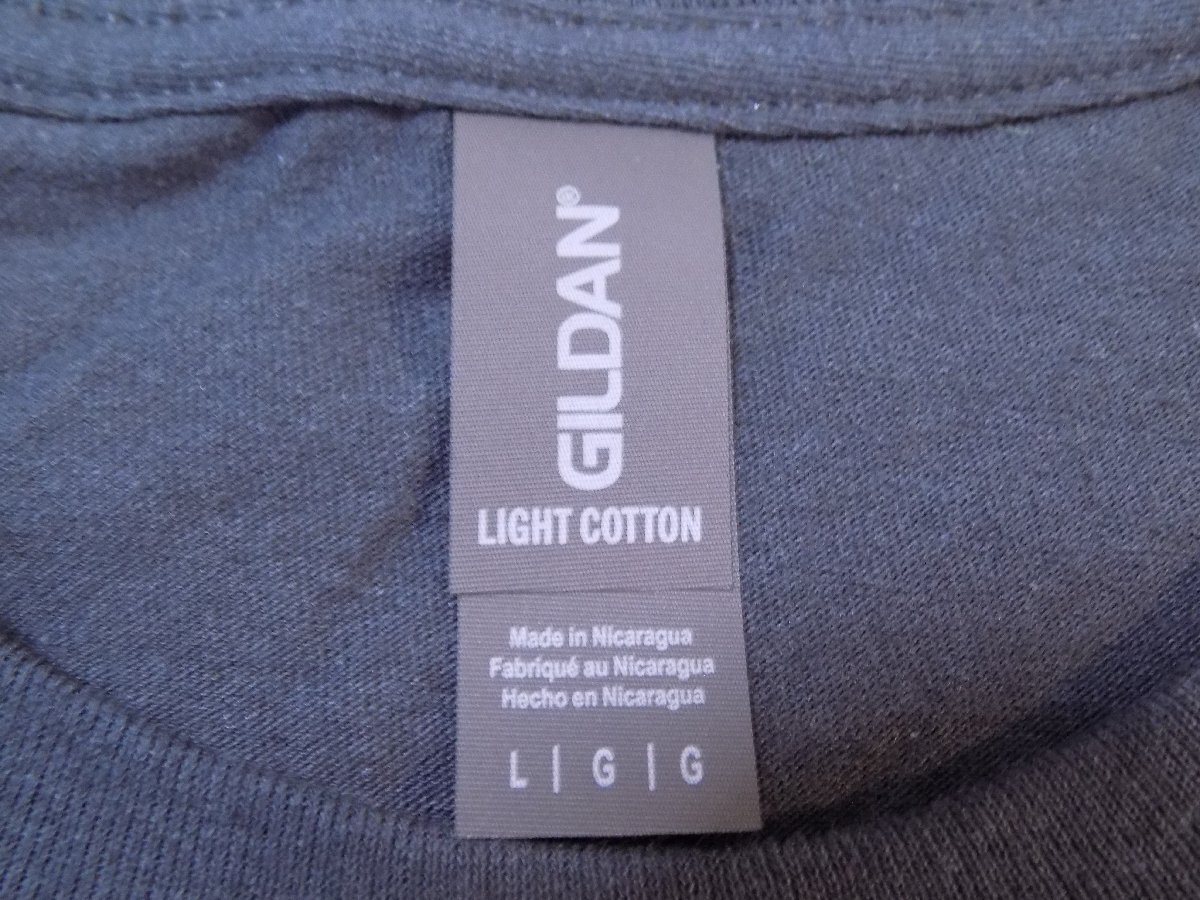 GILDAN®
LIGHT COTTON
Made in Nicaragua
Fabriqué au Nicaragua
Hecho en Nicaragua
L | G | G